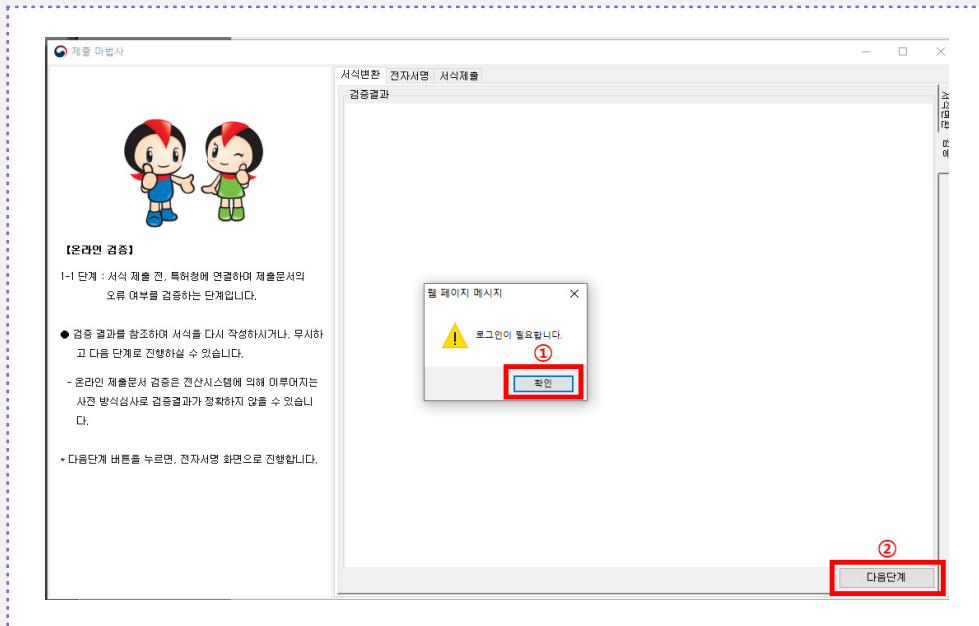 제출 마법사
서식변환 전자서명 서식제출
검증결과
서식변환 검증
【온라인 검증】
1-1 단계 : 서식 제출 전, 특허청에 연결하며 제출문서의
오류 여부를 검증하는 단계입니다.
● 검증 결과를 참조하여 서식을 다시 작성하시거나, 무시하
고 다음 단계로 진행하실 수 있습니다.
- 온라인 제출문서 검증은 전산시스템에 의해 이루어지는
사전 방식심사로 검증결과가 정확하지 않을 수 있습니
다.
* 다음단계 버튼을 누르면, 전자서명 화면으로 진행합니다.
웹 페이지 메시지
로그인이 필요합니다.
①
확인
②
다음단계